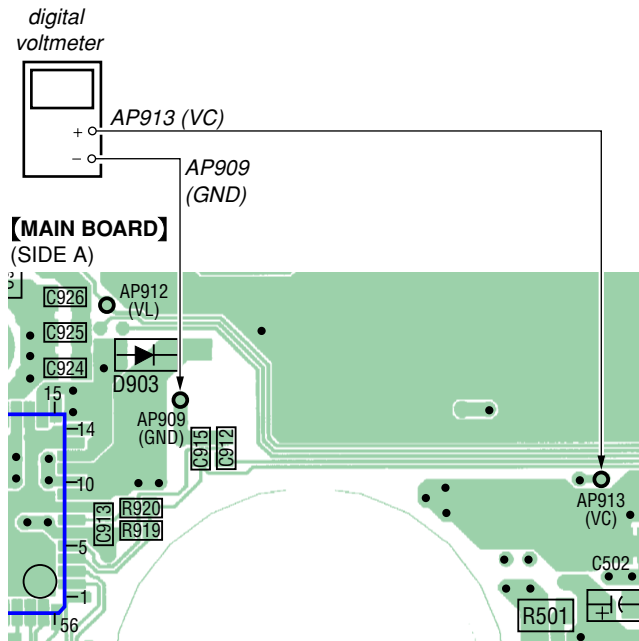 digital
voltmeter
AP913 (VC)
+
–
AP909
(GND)
【MAIN BOARD】
(SIDE A)
C926
AP912
(VL)
C925
C924
D903
15
AP909
(GND)
14
C915
C912
10
AP913
(VC)
R920
C913
R919
5
C502
1
R501
+
56